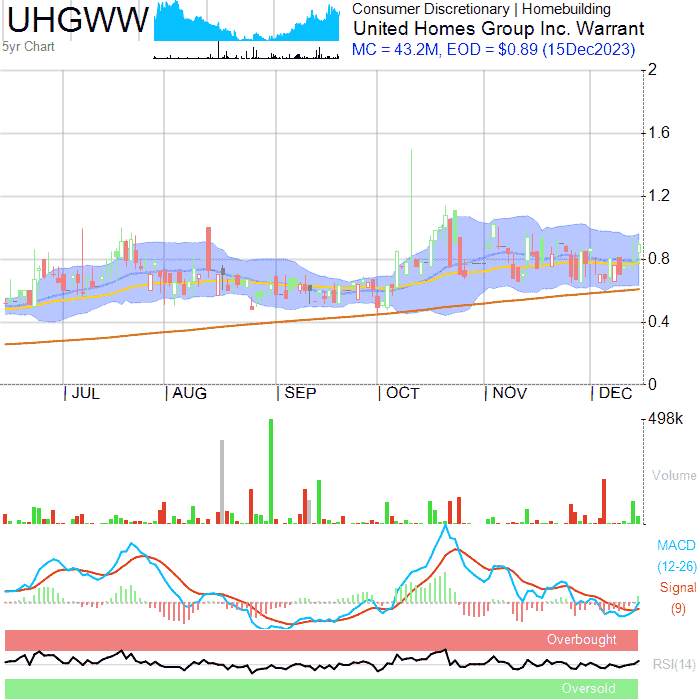 UHGWW
5yr Chart
Consumer Discretionary | Homebuilding
United Homes Group Inc. Warrant
MC = 43.2M, EOD = $0.89 (15Dec2023)
2
1.6
1.2
0.8
0.4
0
| JUL | AUG | SEP | OCT | NOV | DEC
498k
Volume
MACD
(12-26)
Signal
(9)
Overbought
RSI(14)
Oversold